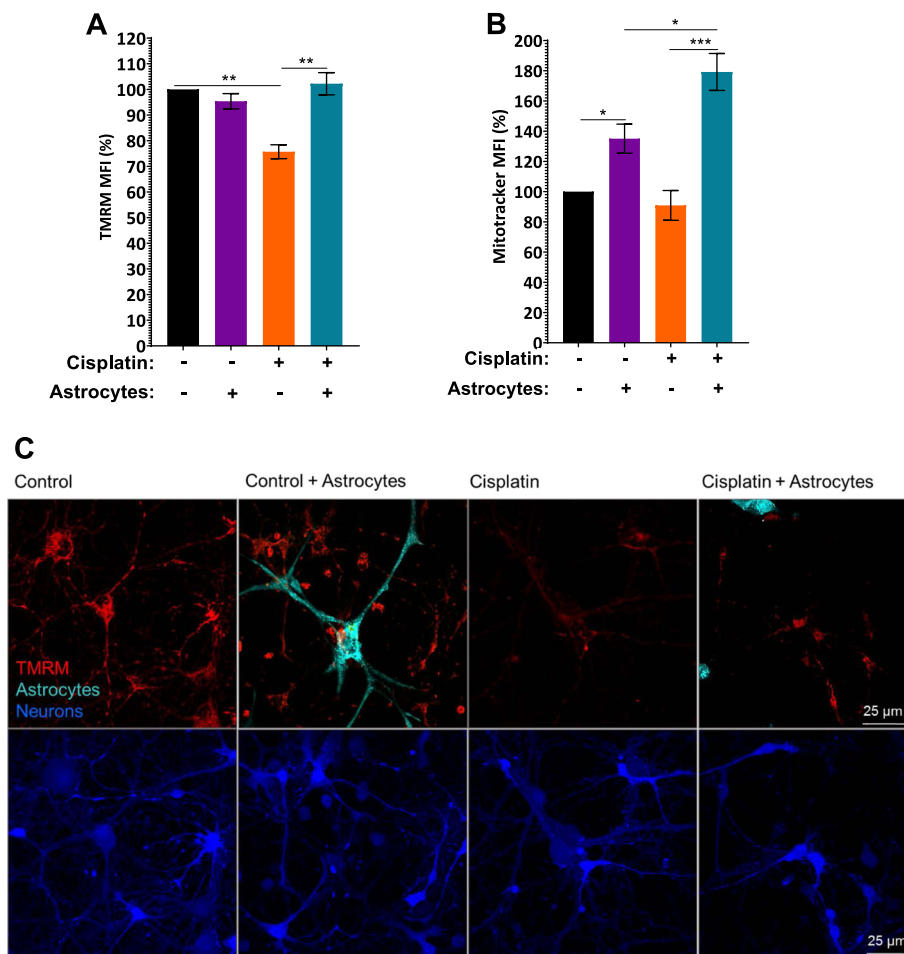 A
TMRM MFI (%)
120
110
100
90
80
70
60
50
40
30
20
10
0
** **
Cisplatin: - - + +
Astrocytes: - + - +
B
Mitotracker MFI (%)
200
180
160
140
120
100
80
60
40
20
0
*
***
*
Cisplatin: - - + +
Astrocytes: - + - +
C
Control Control + Astrocytes Cisplatin Cisplatin + Astrocytes
TMRM
Astrocytes
Neurons
25 µm
25 µm